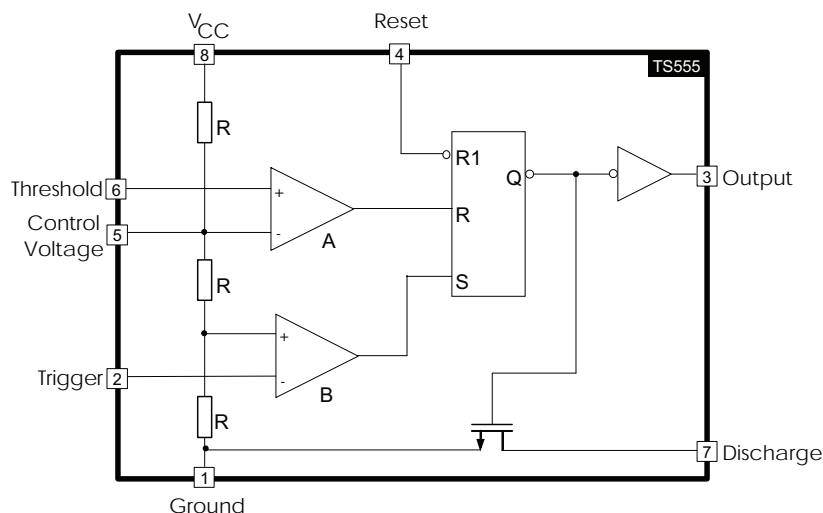 VCC
Reset
8
4
TS555
R
R1
Threshold
6
+
Q
3
Output
Control
Voltage
5
-
A
R
R
S
+
Trigger
2
-
B
R
7
Discharge
1
Ground